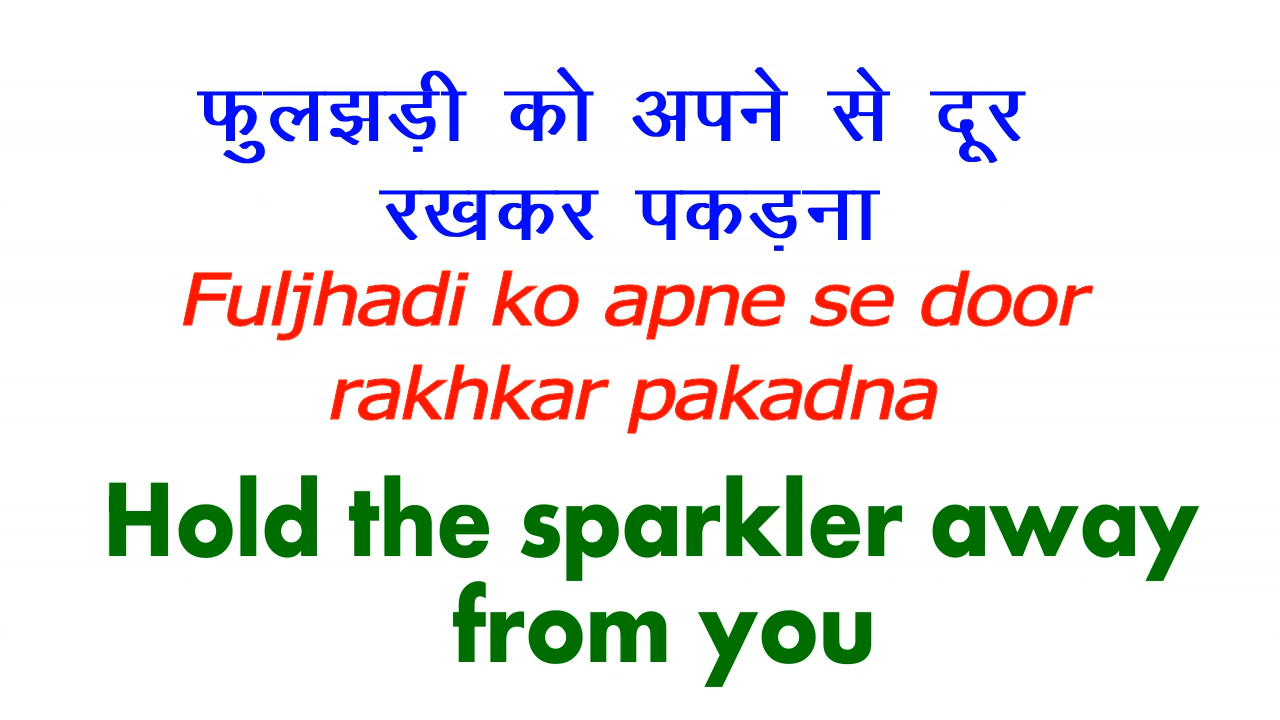 फुलझड़ी को अपने से दूर
रखकर पकड़ना
Fuljhadi ko apne se door
rakhkar pakadna
Hold the sparkler away
from you